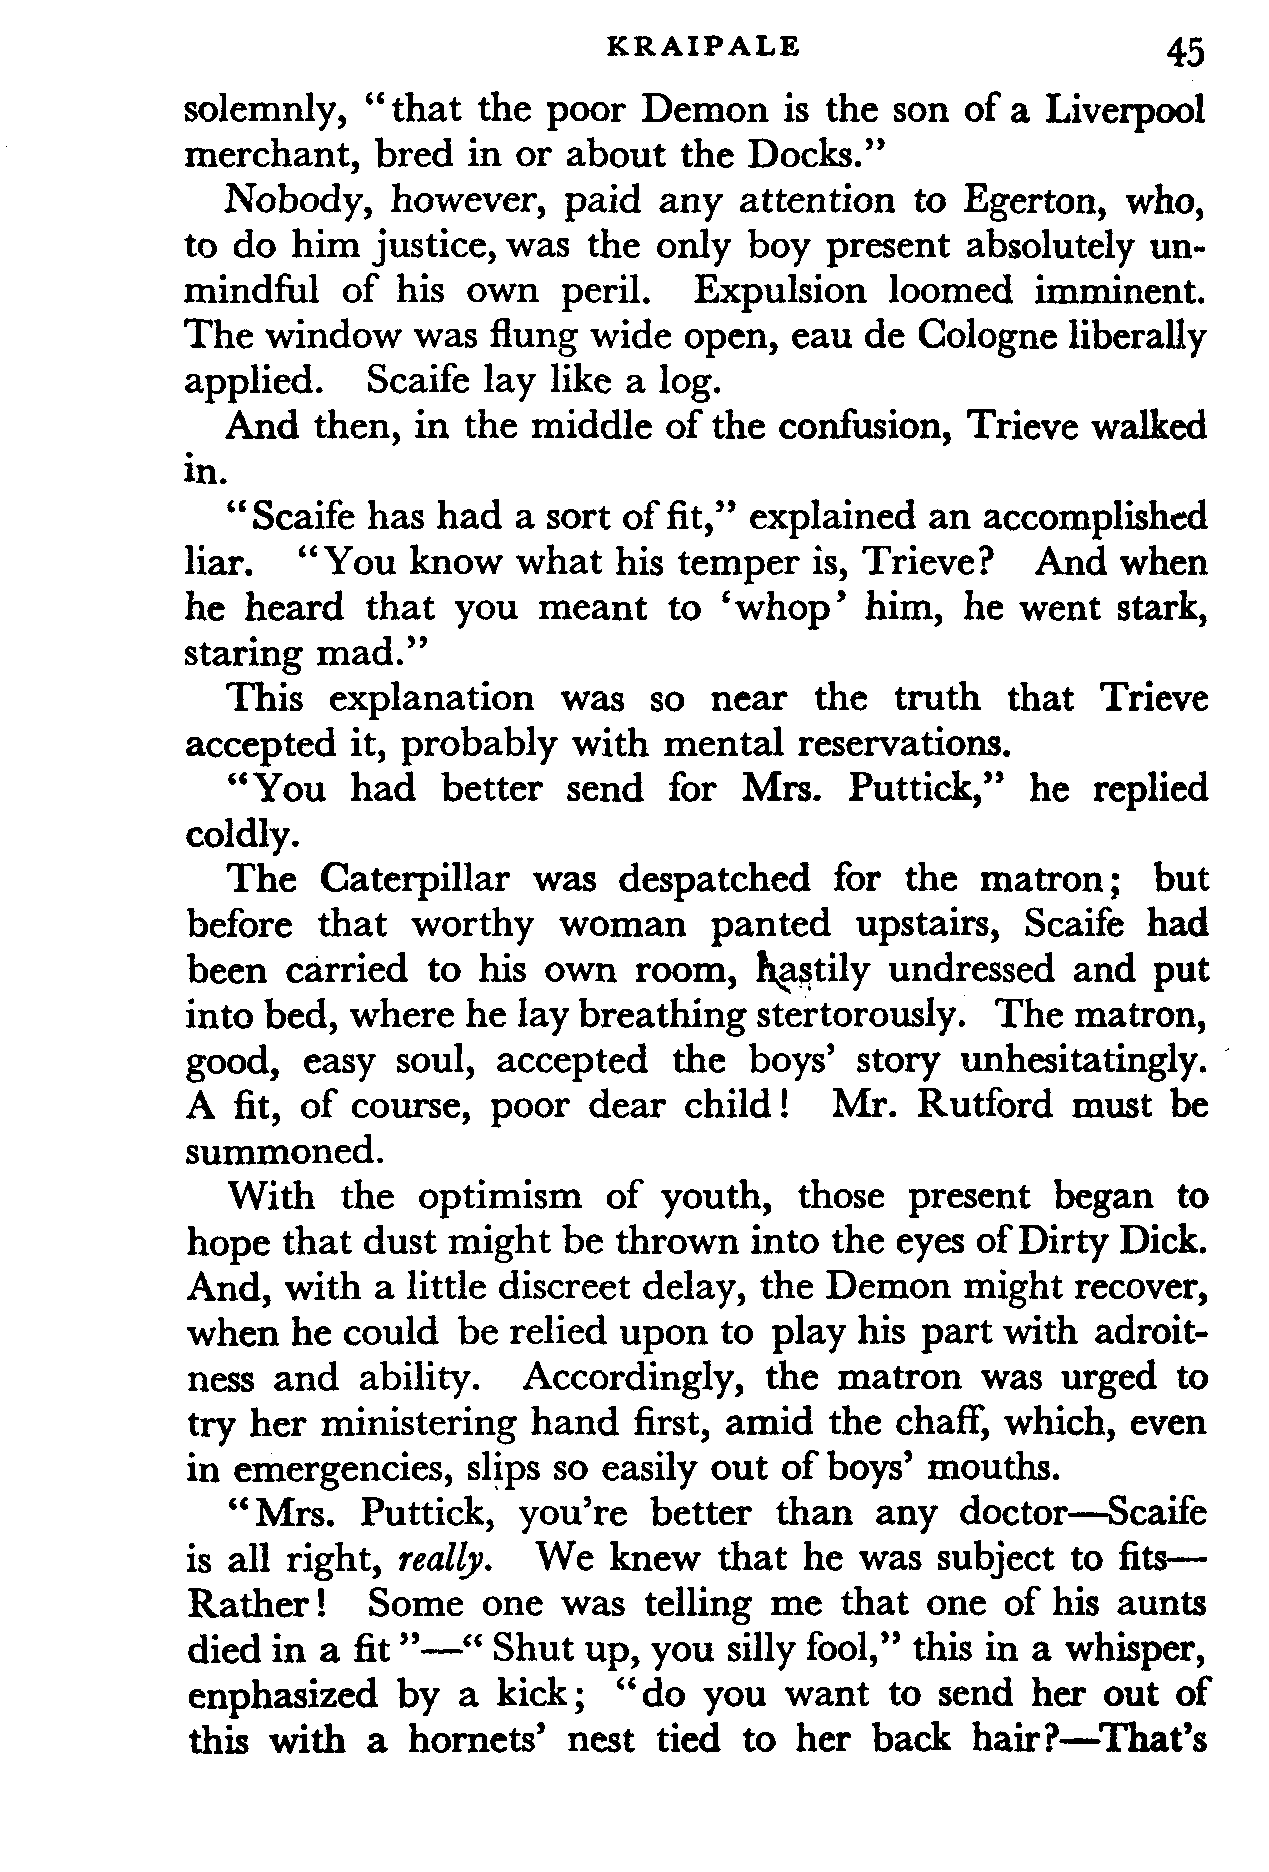 KRAIPALE 45
solemnly, "that the poor Demon is the son of a Liverpool
merchant, bred in or about the Docks."
Nobody, however, paid any attention to Egerton, who,
to do him justice, was the only boy present absolutely un-
mindful of his own peril. Expulsion loomed imminent.
The window was flung wide open, eau de Cologne liberally
applied. Scaife lay like a log.
And then, in the middle of the confusion, Trieve walked
in.
"Scaife has had a sort of fit," explained an accomplished
liar. "You know what his temper is, Trieve? And when
he heard that you meant to 'whop' him, he went stark,
staring mad."
This explanation was so near the truth that Trieve
accepted it, probably with mental reservations.
"You had better send for Mrs. Puttick," he replied
coldly.
The Caterpillar was despatched for the matron; but
before that worthy woman panted upstairs, Scaife had
been carried to his own room, hastily undressed and put
into bed, where he lay breathing stertorously. The matron,
good, easy soul, accepted the boys' story unhesitatingly.
A fit, of course, poor dear child! Mr. Rutford must be
summoned.
With the optimism of youth, those present began to
hope that dust might be thrown into the eyes of Dirty Dick.
And, with a little discreet delay, the Demon might recover,
when he could be relied upon to play his part with adroit-
ness and ability. Accordingly, the matron was urged to
try her ministering hand first, amid the chaff, which, even
in emergencies, slips so easily out of boys' mouths.
"Mrs. Puttick, you're better than any doctor—Scaife
is all right, really. We knew that he was subject to fits—
Rather! Some one was telling me that one of his aunts
died in a fit"—"Shut up, you silly fool," this in a whisper,
enphasized by a kick; "do you want to send her out of
this with a hornets' nest tied to her back hair?—That's